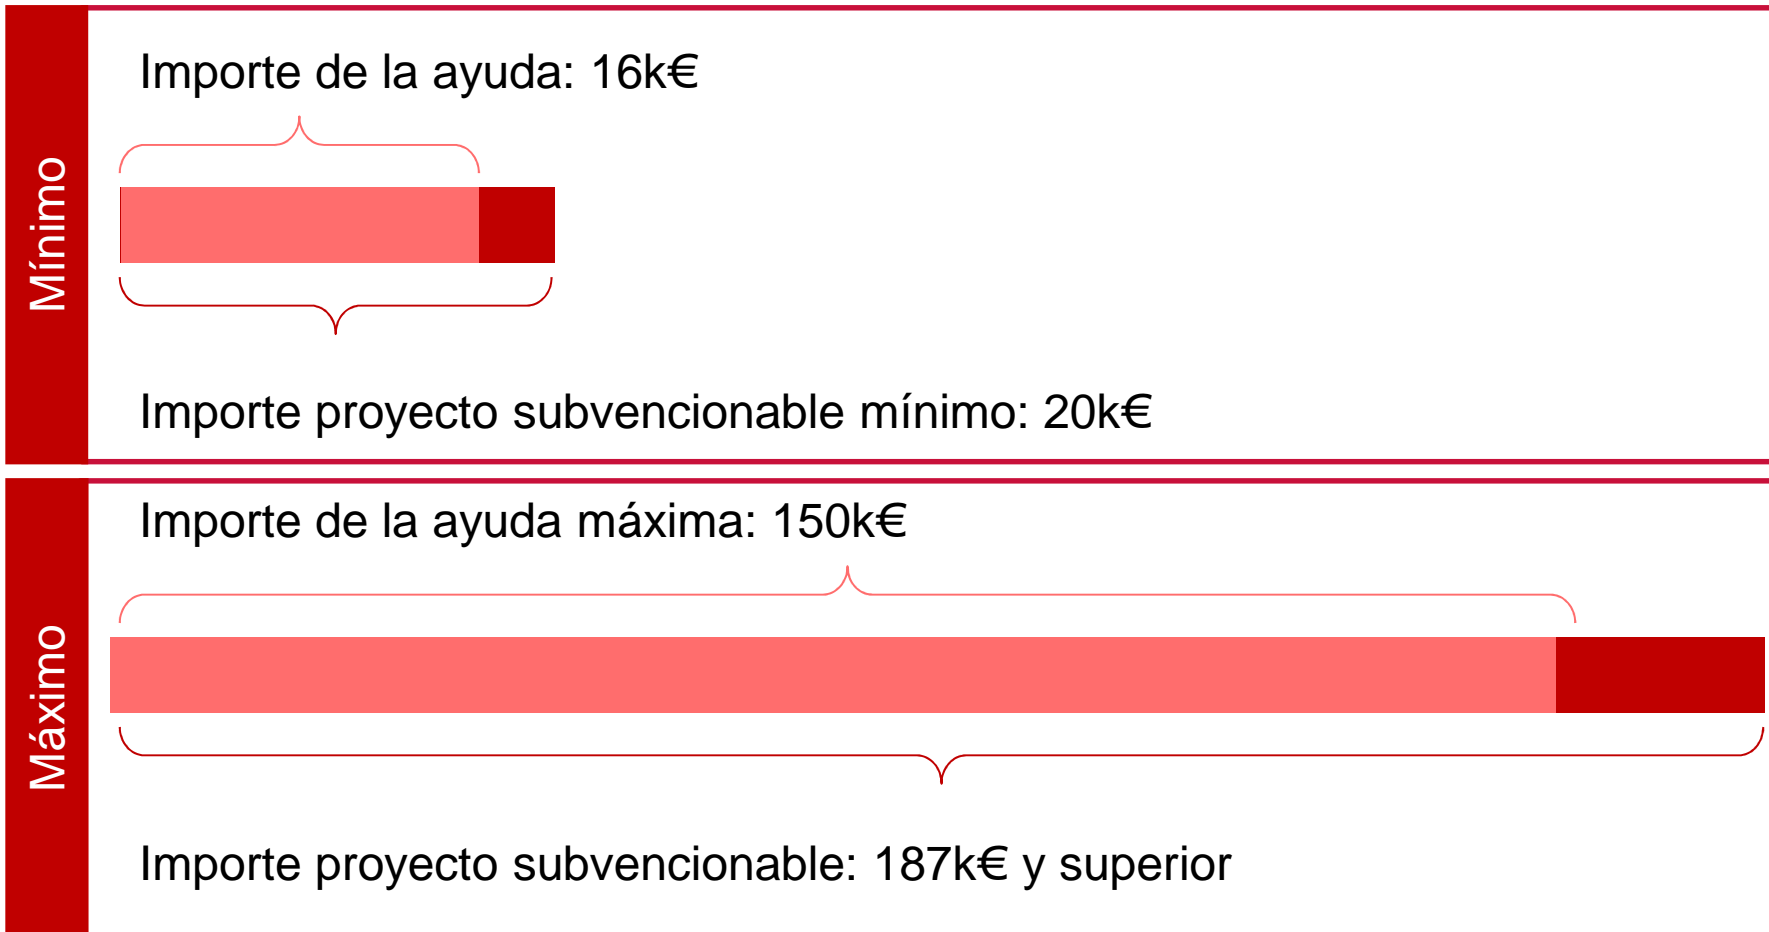 Mínimo
Importe de la ayuda: 16k€
Importe proyecto subvencionable mínimo: 20k€
Máximo
Importe de la ayuda máxima: 150k€
Importe proyecto subvencionable: 187k€ y superior